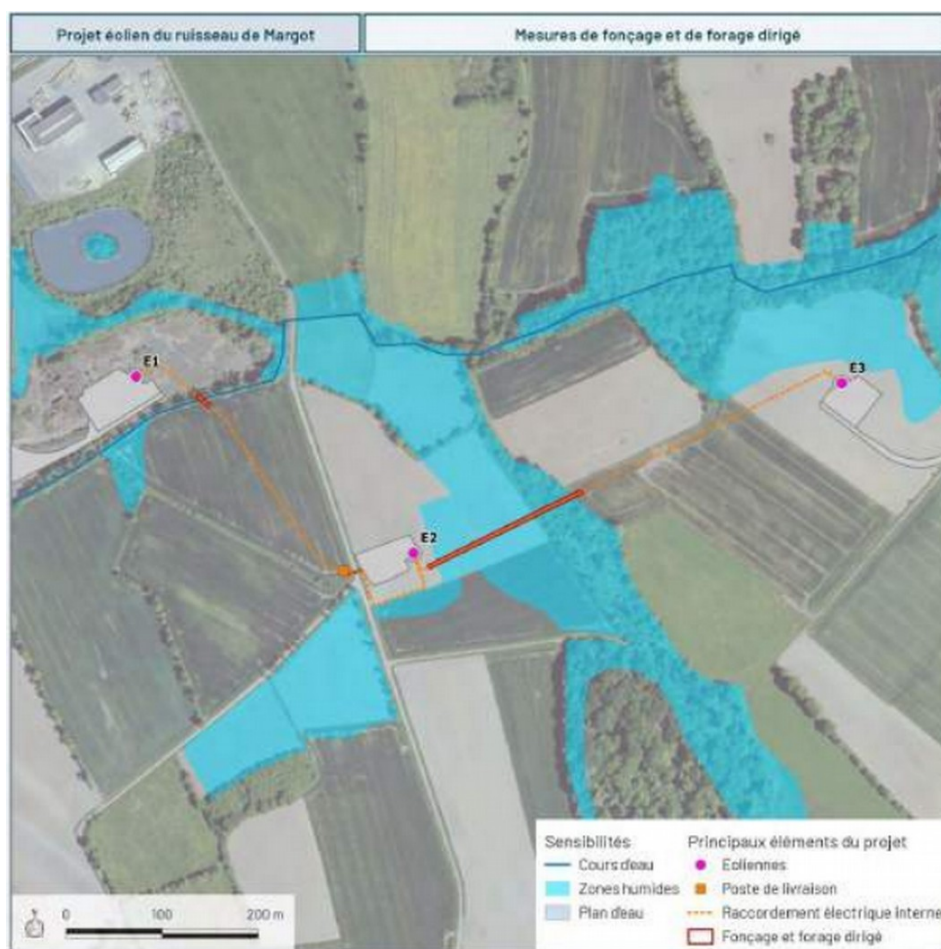 Projet éolien du ruisseau de Margot
Mesures de fonçage et de forage dirigé
E1
E2
E3
Sensibilités
Cours d'eau
Zones humides
Plan d'eau
Principaux éléments du projet
Eoliennes
Poste de livraison
Raccordement électrique interne
Fonçage et forage dirigé
0 100 200 m